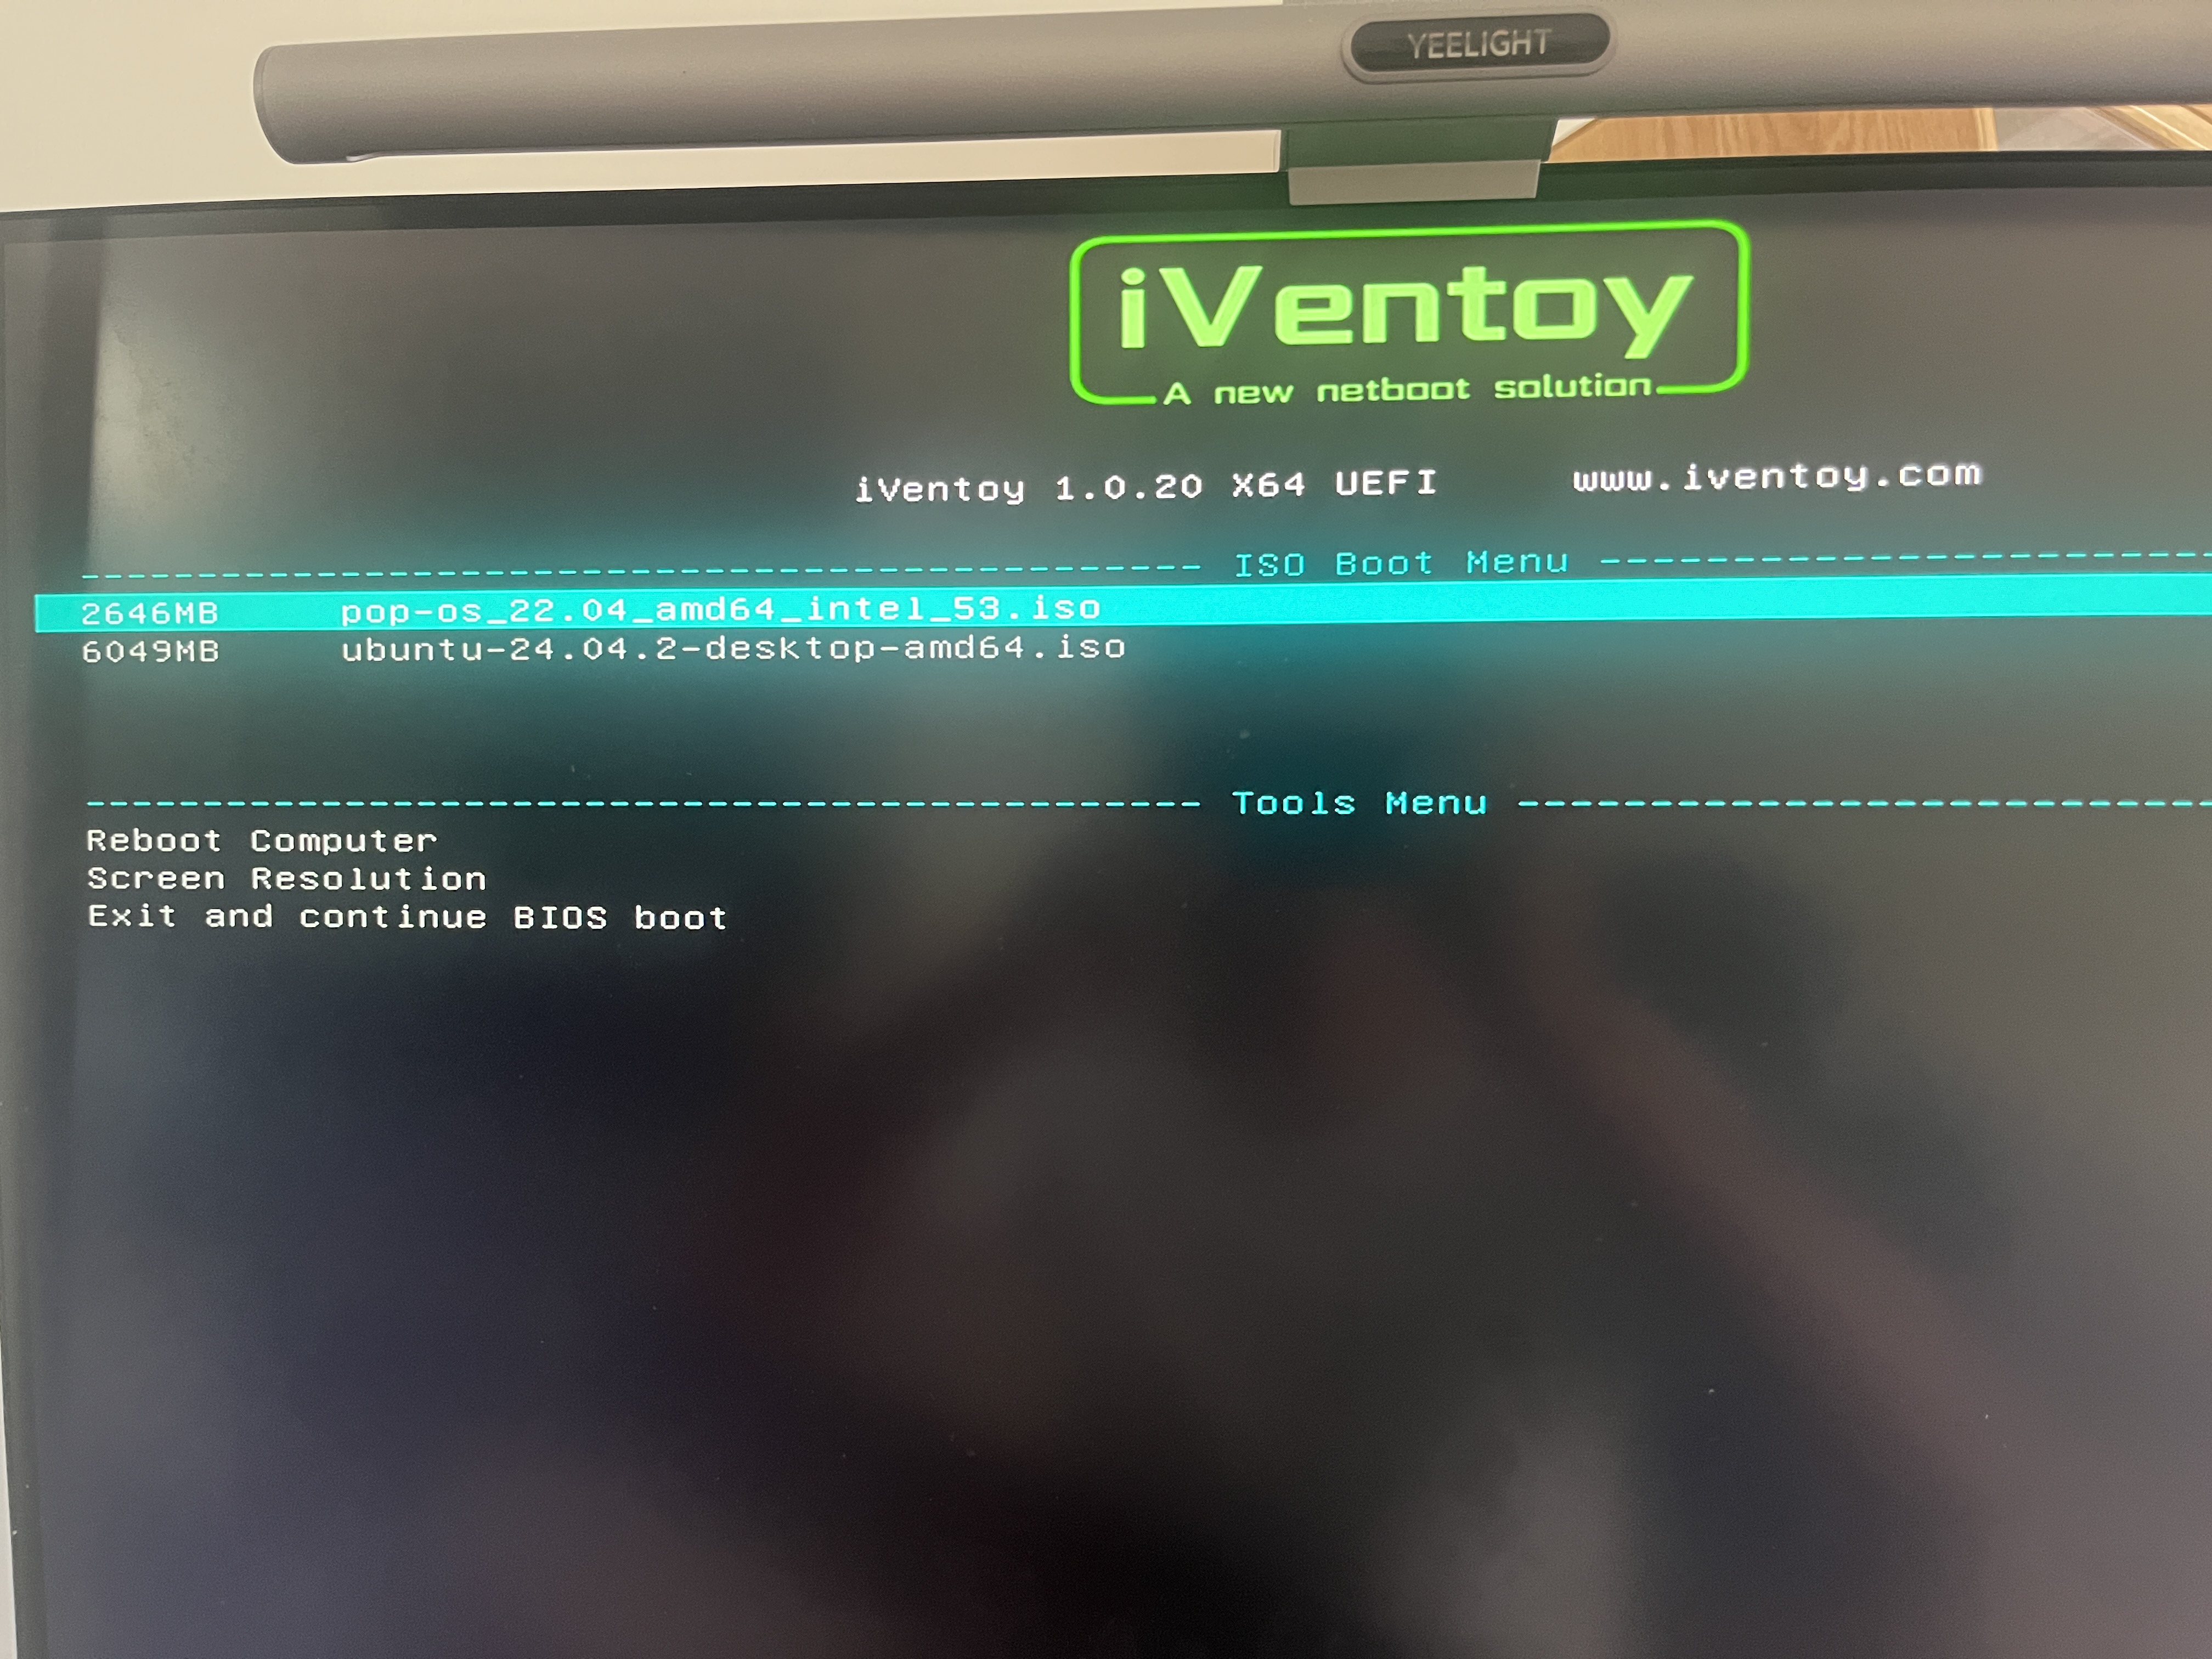 YEELIGHT
iVentoy
A new netboot solution
iVentoy 1.0.20 X64 UEFI www.iventoy.com
ISO Boot Menu
2646MB pop-os_22.04_amd64_intel_53.iso
6049MB ubuntu-24.04.2-desktop-amd64.iso
Tools Menu
Reboot Computer
Screen Resolution
Exit and continue BIOS boot